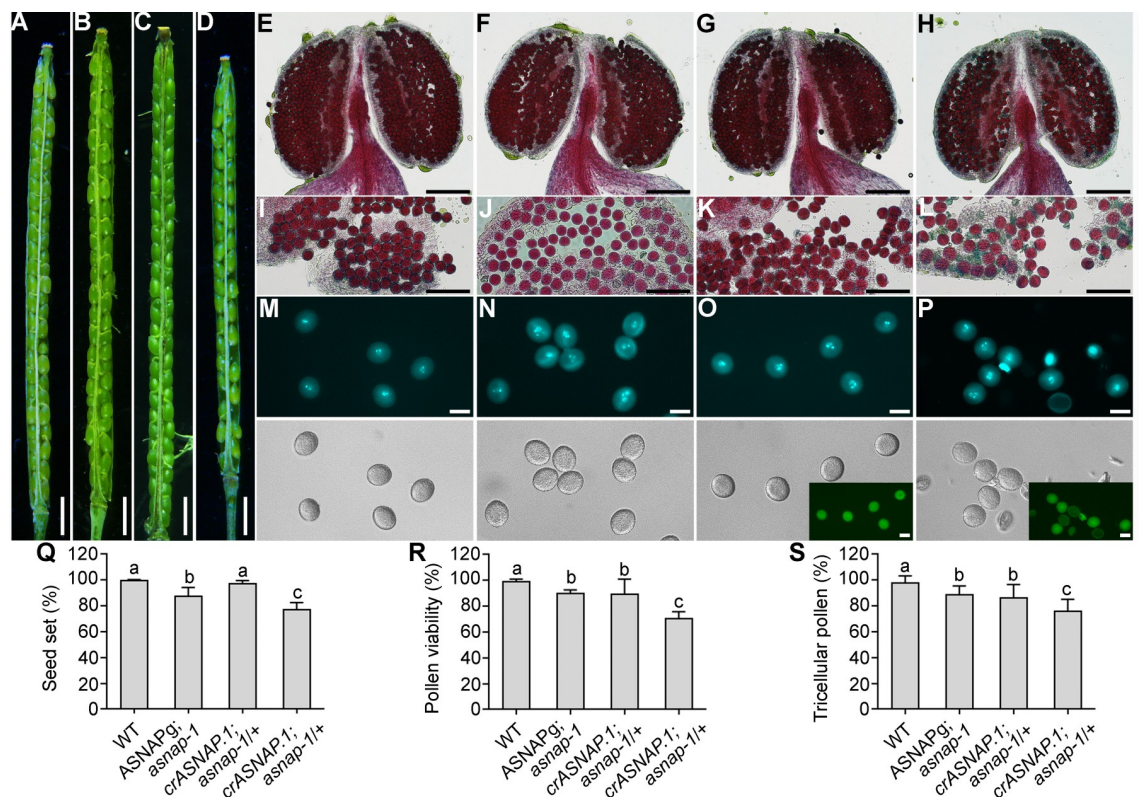 A B C D E F G H
I J K L
M N O P
Q
Seed set (%)
120
100
80
60
40
20
0
a b a c
WT
ASNAPg;
asnap-1
crASNAP.1;
asnap-1/+
crASNAP.1;
asnap-1/+
R
Pollen viability (%)
120
100
80
60
40
20
0
a b b c
WT
ASNAPg;
asnap-1
crASNAP.1;
asnap-1/+
crASNAP.1;
asnap-1/+
S
Tricellular pollen (%)
120
100
80
60
40
20
0
a b b c
WT
ASNAPg;
asnap-1
crASNAP.1;
asnap-1/+
crASNAP.1;
asnap-1/+